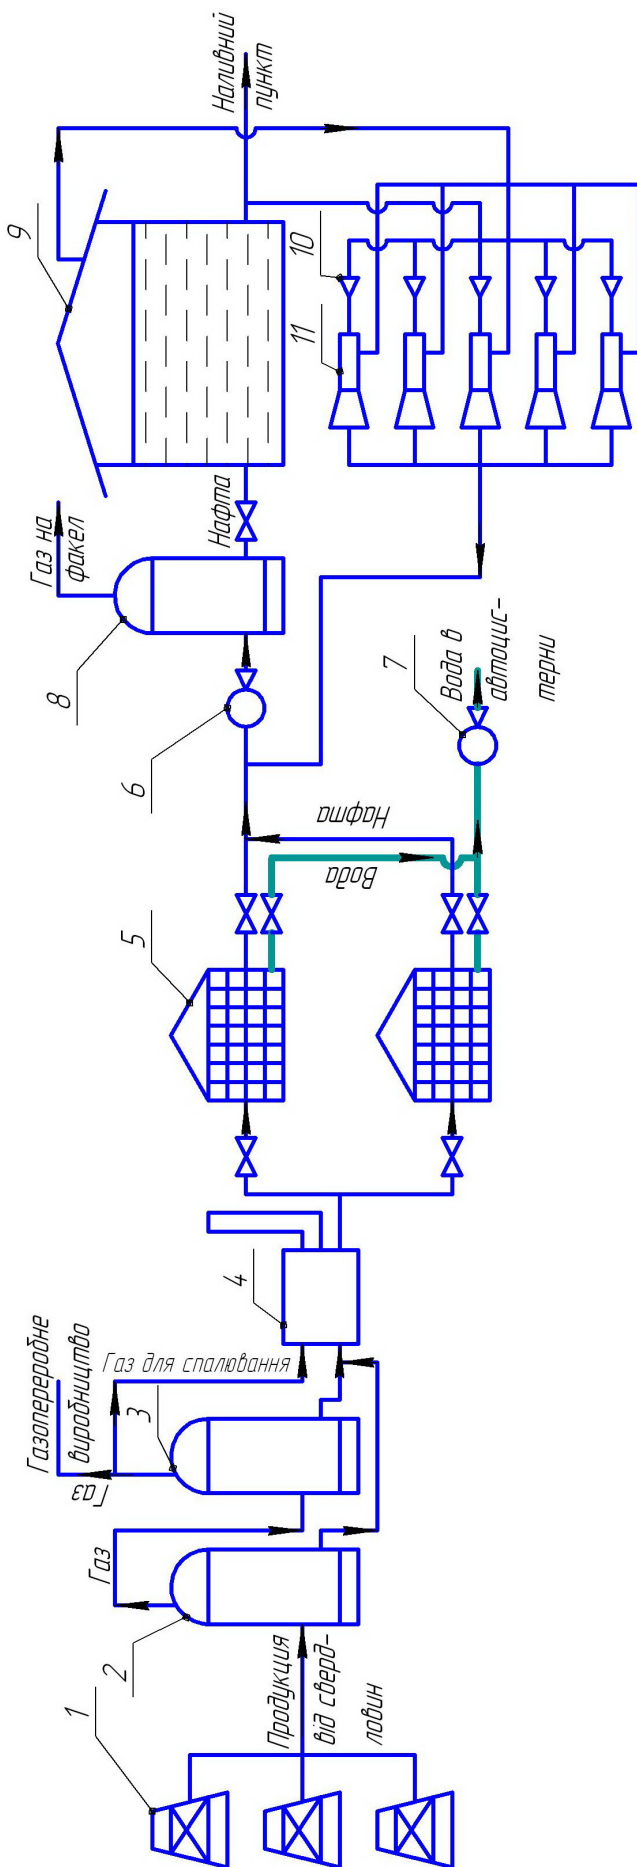 1
Продукция
від сверд-
ловин
2
Газ
Газ
Газопереробне
виробництво
3
Газ для спалювання
4
5
Вода
Нафта
6
7
Вода в
автоцис-
терни
8
Газ на
факел
Нафта
9
10
11
Наливний
пункт